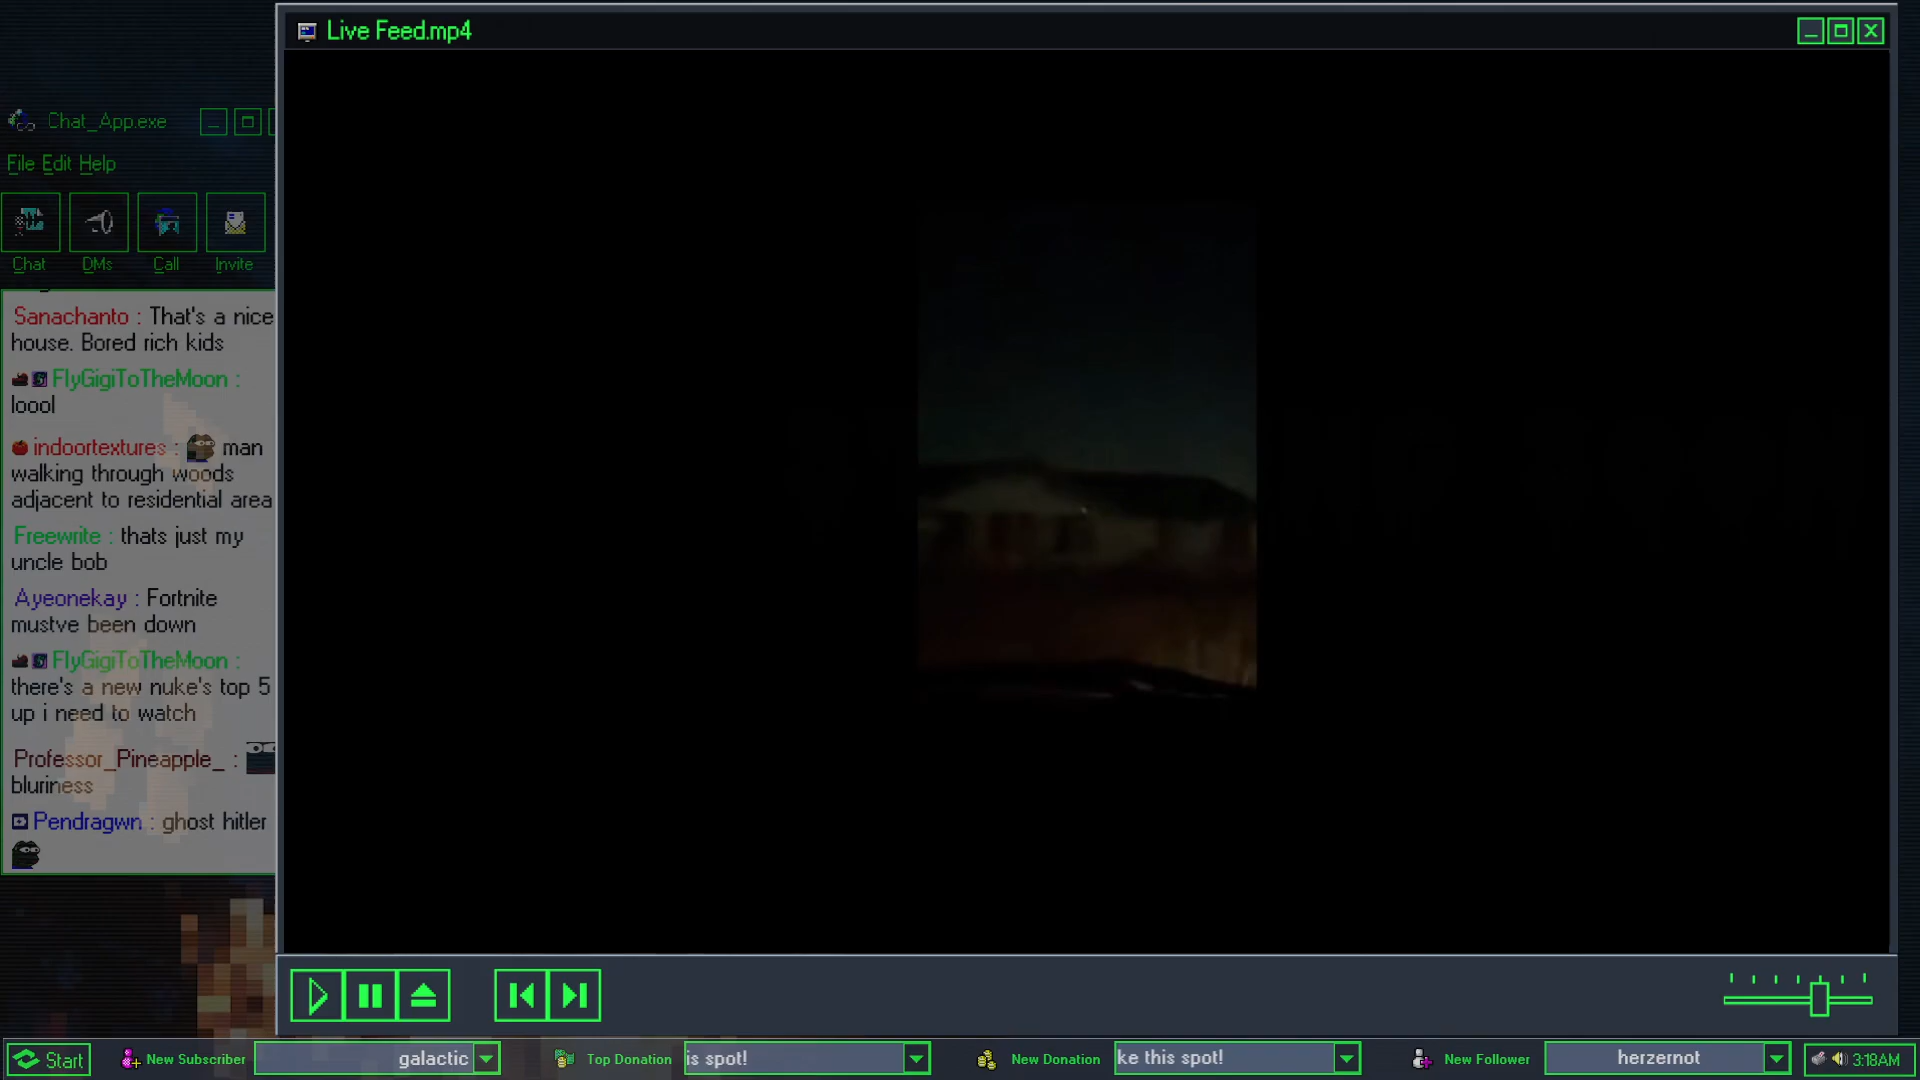 Live Feed.mp4
Chat_App.exe
File Edit Help
Chat DMs Call Invite
Sanachanto : That's a nice
house. Bored rich kids
FlyGigiToTheMoon :
loool
indoortextures : man
walking through woods
adjacent to residential area
Freewrite : thats just my
uncle bob
Ayeonekay : Fortnite
mustve been down
FlyGigiToTheMoon :
there's a new nuke's top 5
up i need to watch
Professor_Pineapple_ :
bluriness
Pendragwn : ghost hitler
Start New Subscriber galactic Top Donation is spot! New Donation ke this spot! New Follower herzernot 3:18AM